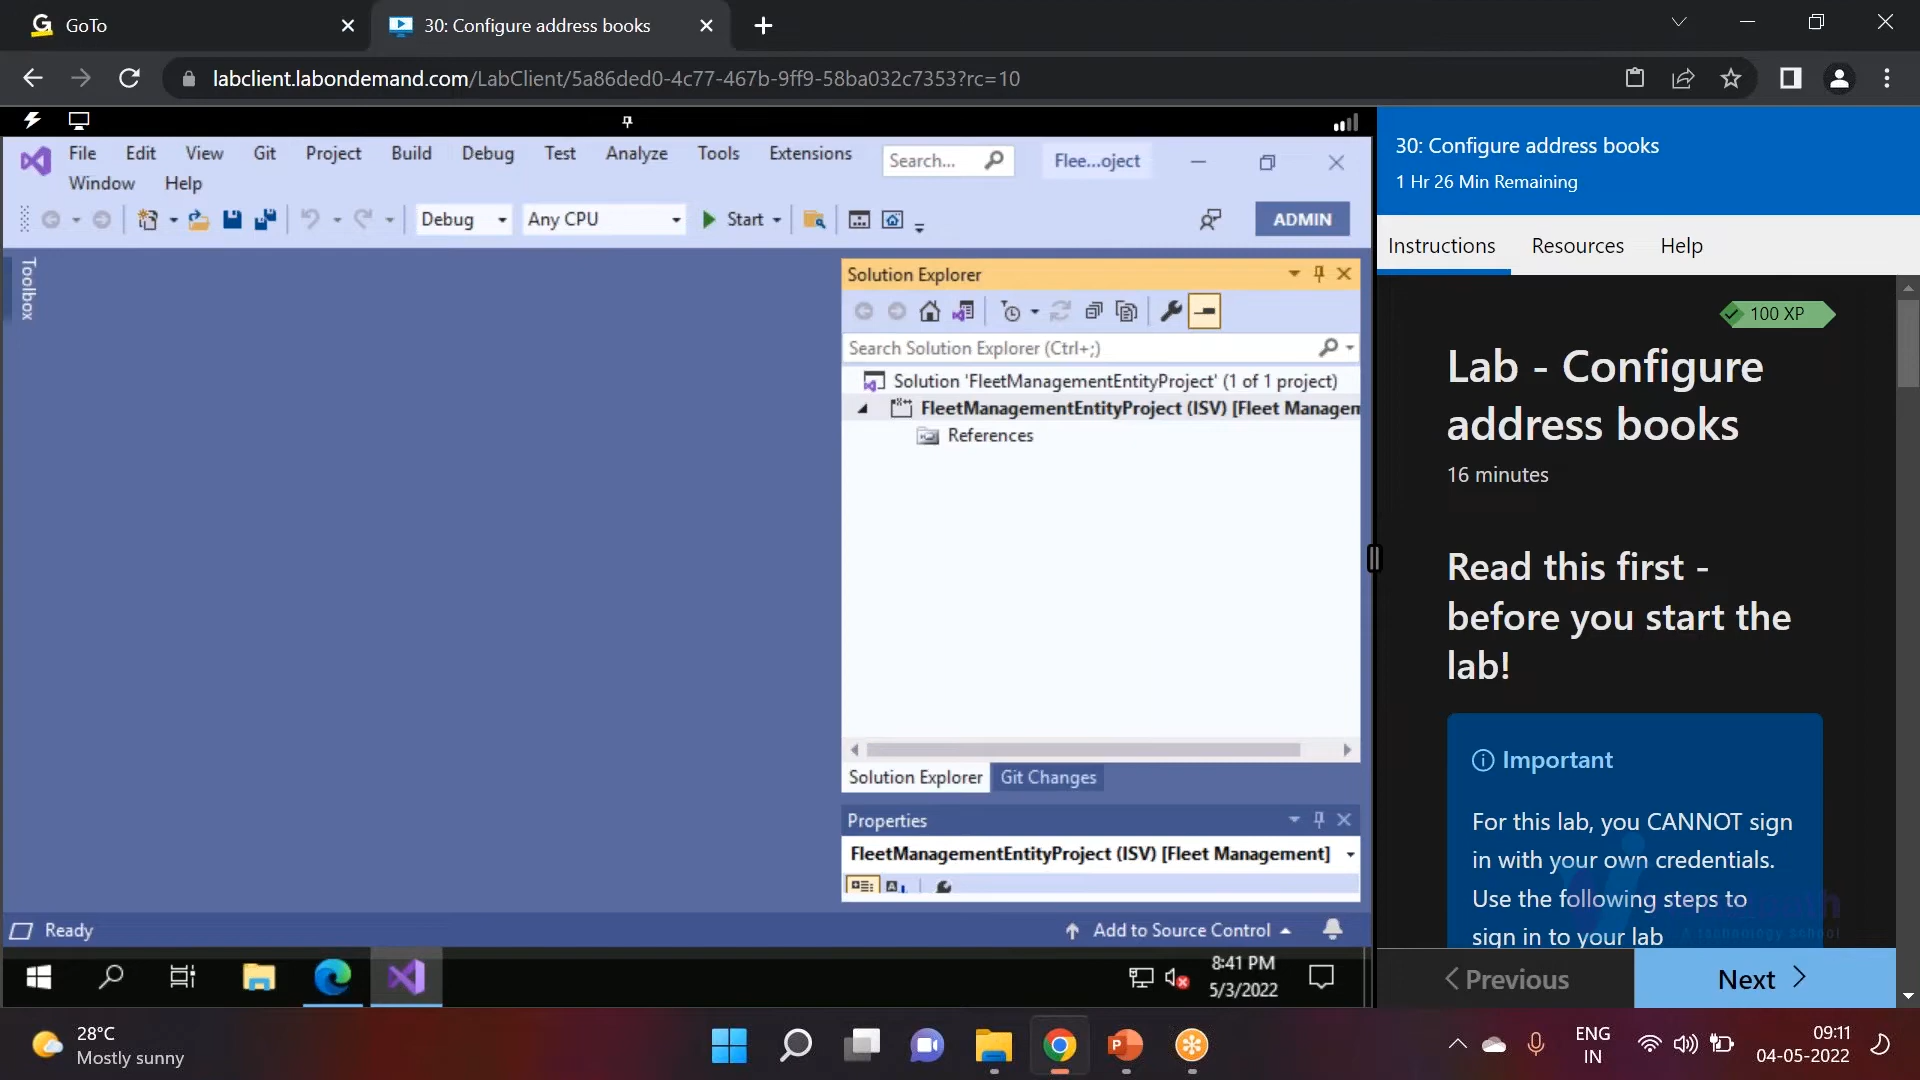 GoTo
30: Configure address books
labclient.labondemand.com/LabClient/5a86ded0-4c77-467b-9ff9-58ba032c7353?rc=10
File Edit View Git Project Build Debug Test Analyze Tools Extensions
Window Help
Search...
Flee...oject
Debug
Any CPU
Start
ADMIN
Toolbox
Solution Explorer
Search Solution Explorer (Ctrl+;)
Solution 'FleetManagementEntityProject' (1 of 1 project)
FleetManagementEntityProject (ISV) [Fleet Managem
References
Solution Explorer Git Changes
Properties
FleetManagementEntityProject (ISV) [Fleet Management]
Ready
Add to Source Control
8:41 PM
5/3/2022
30: Configure address books
1 Hr 26 Min Remaining
Instructions Resources Help
100 XP
Lab - Configure
address books
16 minutes
Read this first -
before you start the
lab!
Important
For this lab, you CANNOT sign
in with your own credentials.
Use the following steps to
sign in to your lab
Previous
Next
28°C
Mostly sunny
ENG
IN
09:11
04-05-2022